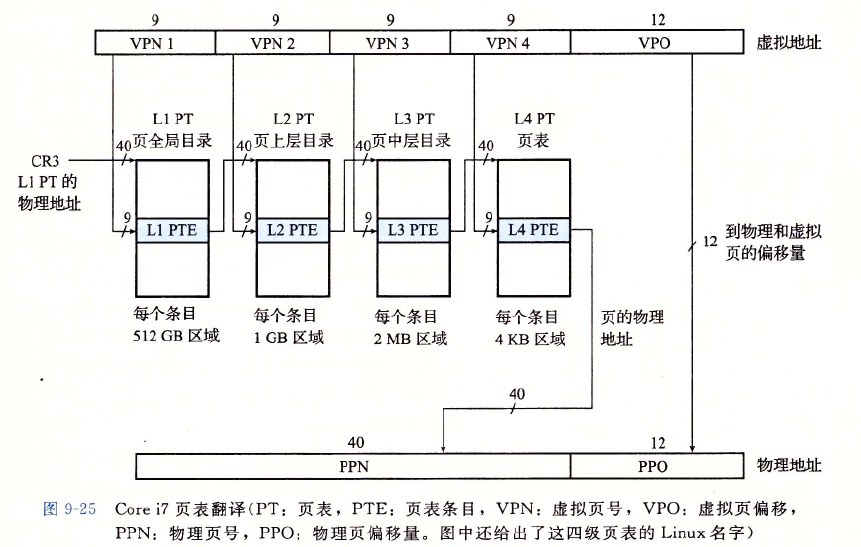 9 9 9 9 12
VPN 1 VPN 2 VPN 3 VPN 4 VPO 虚拟地址
L1 PT L2 PT L3 PT L4 PT
页全局目录 页上层目录 页中层目录 页表
40 40 40 40
CR3
L1 PT 的
物理地址
9 9 9 9
L1 PTE L2 PTE L3 PTE L4 PTE
12 到物理和虚拟
页的偏移量
每个条目 每个条目 每个条目 每个条目 页的物理
512 GB 区域 1 GB 区域 2 MB 区域 4 KB 区域 地址
40
40 12
PPN PPO 物理地址
图 9-25 Core i7 页表翻译(PT：页表，PTE：页表条目，VPN：虚拟页号，VPO：虚拟页偏移，
PPN：物理页号，PPO：物理页偏移量。图中还给出了这四级页表的 Linux 名字)